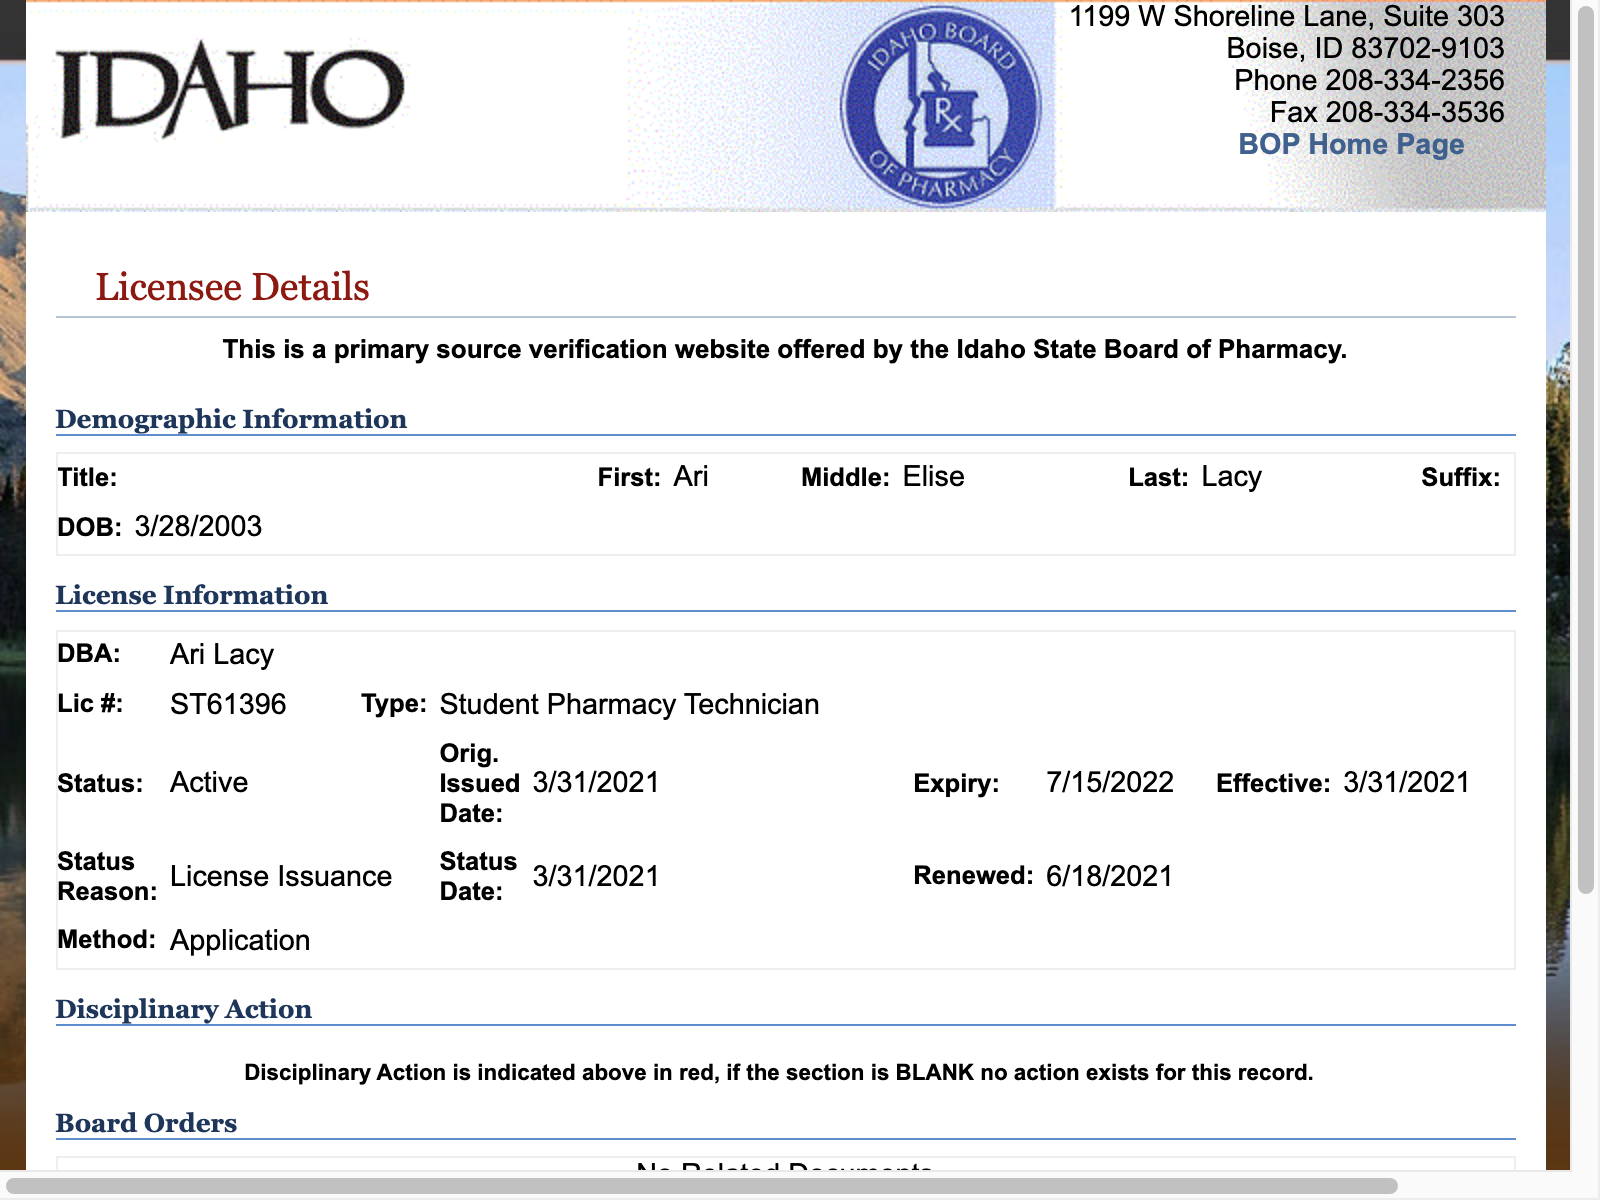 IDAHO
IDAHO BOARD OF PHARMACY
Rx
1199 W Shoreline Lane, Suite 303
Boise, ID 83702-9103
Phone 208-334-2356
Fax 208-334-3536
BOP Home Page
Licensee Details
This is a primary source verification website offered by the Idaho State Board of Pharmacy.
Demographic Information
Title: First: Ari Middle: Elise Last: Lacy Suffix:
DOB: 3/28/2003
License Information
DBA: Ari Lacy
Lic #: ST61396 Type: Student Pharmacy Technician
Status: Active Orig. Issued Date: 3/31/2021 Expiry: 7/15/2022 Effective: 3/31/2021
Status Reason: License Issuance Status Date: 3/31/2021 Renewed: 6/18/2021
Method: Application
Disciplinary Action
Disciplinary Action is indicated above in red, if the section is BLANK no action exists for this record.
Board Orders
No Related Documents